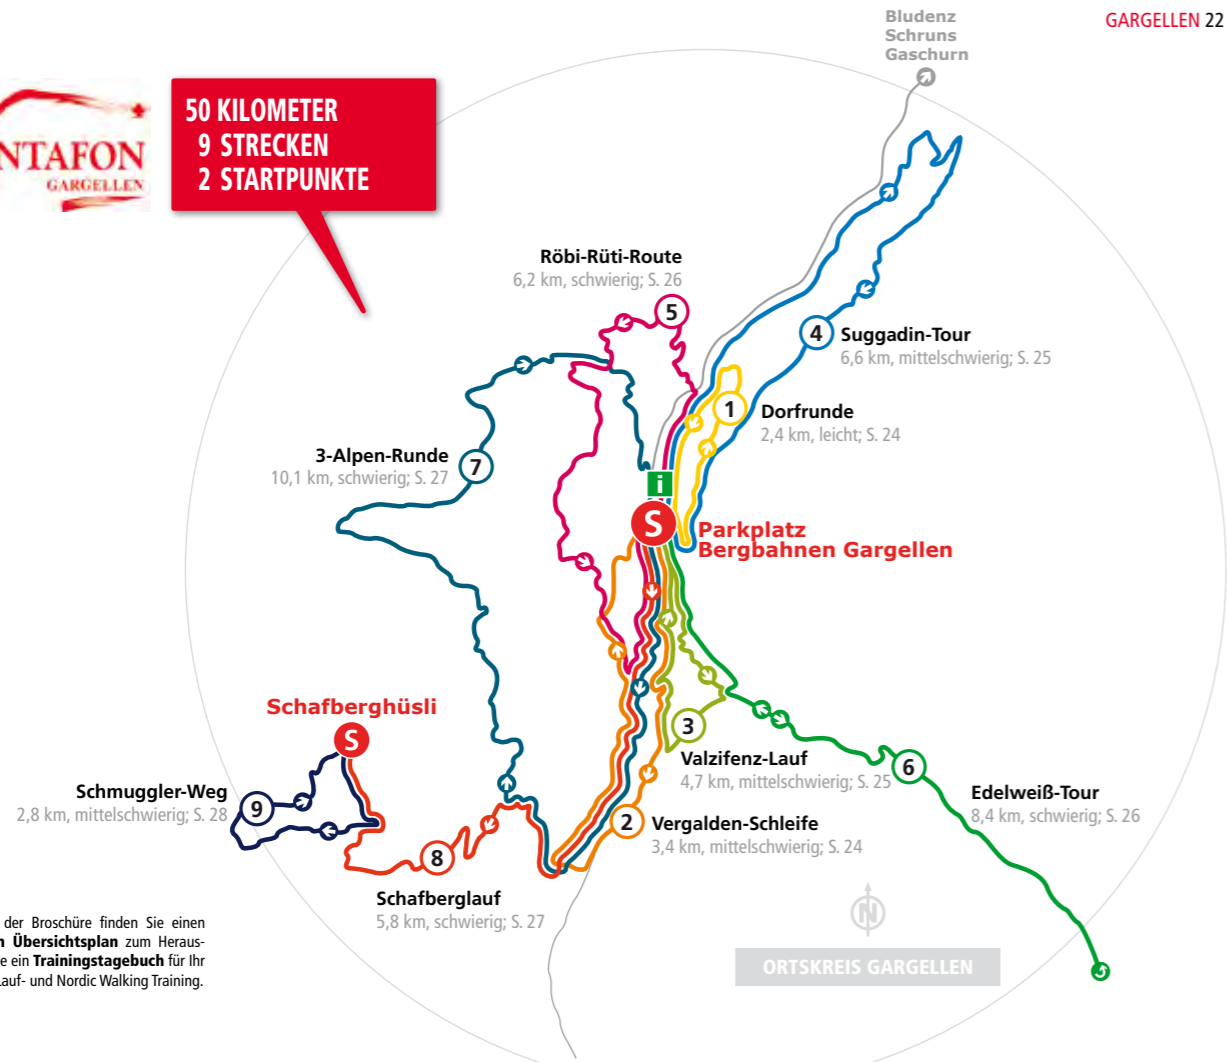 GARGELLEN 22
Bludenz
Schruns
Gaschurn
GARGELLEN
50 KILOMETER
9 STRECKEN
2 STARTPUNKTE
Röbi-Rüti-Route
6,2 km, schwierig; S. 26
5
4
Suggadin-Tour
6,6 km, mittelschwierig; S. 25
1
Dorfrunde
2,4 km, leicht; S. 24
3-Alpen-Runde
10,1 km, schwierig; S. 27
7
i
S
Parkplatz
Bergbahnen Gargellen
Schafberghüsli
S
3
Valzifenz-Lauf
4,7 km, mittelschwierig; S. 25
6
Edelweiß-Tour
8,4 km, schwierig; S. 26
Schmuggler-Weg
2,8 km, mittelschwierig; S. 28
9
2
Vergalden-Schleife
3,4 km, mittelschwierig; S. 24
8
Schafberglauf
5,8 km, schwierig; S. 27
N
ORTSKREIS GARGELLEN
der Broschüre finden Sie einen
Übersichtsplan zum Heraus-
ein Trainingstagebuch für Ihr
Lauf- und Nordic Walking Training.